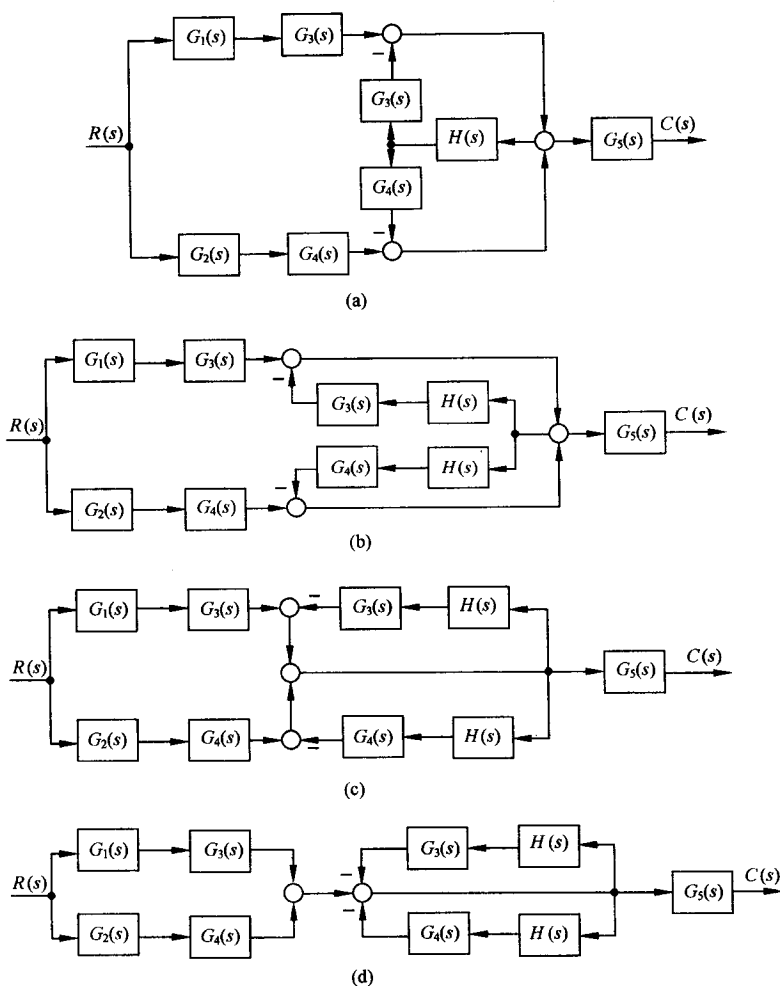 G₁(s) G₃(s)
−
G₃(s)
R(s) H(s) G₅(s) C(s)
G₄(s)
−
G₂(s) G₄(s)
(a)
G₁(s) G₃(s)
−
G₃(s) H(s)
R(s) G₅(s) C(s)
G₄(s) H(s)
−
G₂(s) G₄(s)
(b)
G₁(s) G₃(s) − G₃(s) H(s)
R(s) G₅(s) C(s)
G₂(s) G₄(s) − G₄(s) H(s)
(c)
G₁(s) G₃(s) G₃(s) H(s)
−
R(s) G₅(s) C(s)
−
G₂(s) G₄(s) G₄(s) H(s)
(d)